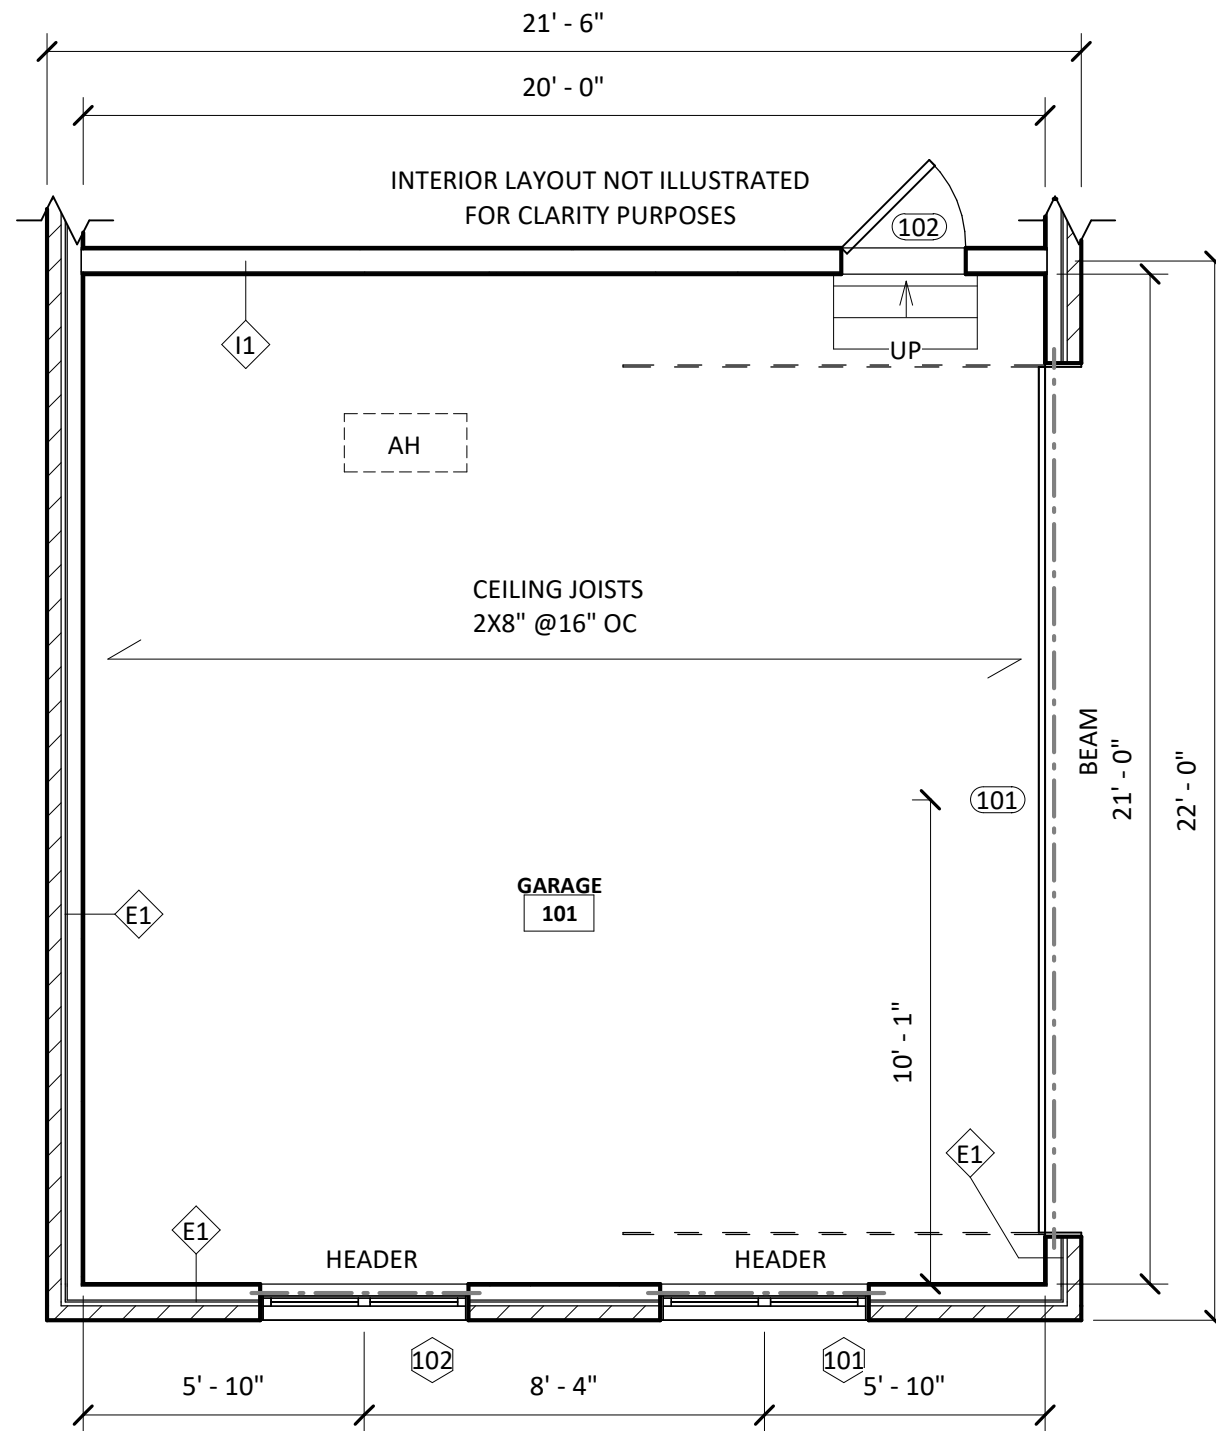 21' - 6"
20' - 0"
INTERIOR LAYOUT NOT ILLUSTRATED
FOR CLARITY PURPOSES
102
I1
UP
AH
CEILING JOISTS
2X8" @16" OC
BEAM
21' - 0"
22' - 0"
101
GARAGE
101
E1
10' - 1"
E1
E1
HEADER
HEADER
102
101
5' - 10"
8' - 4"
5' - 10"